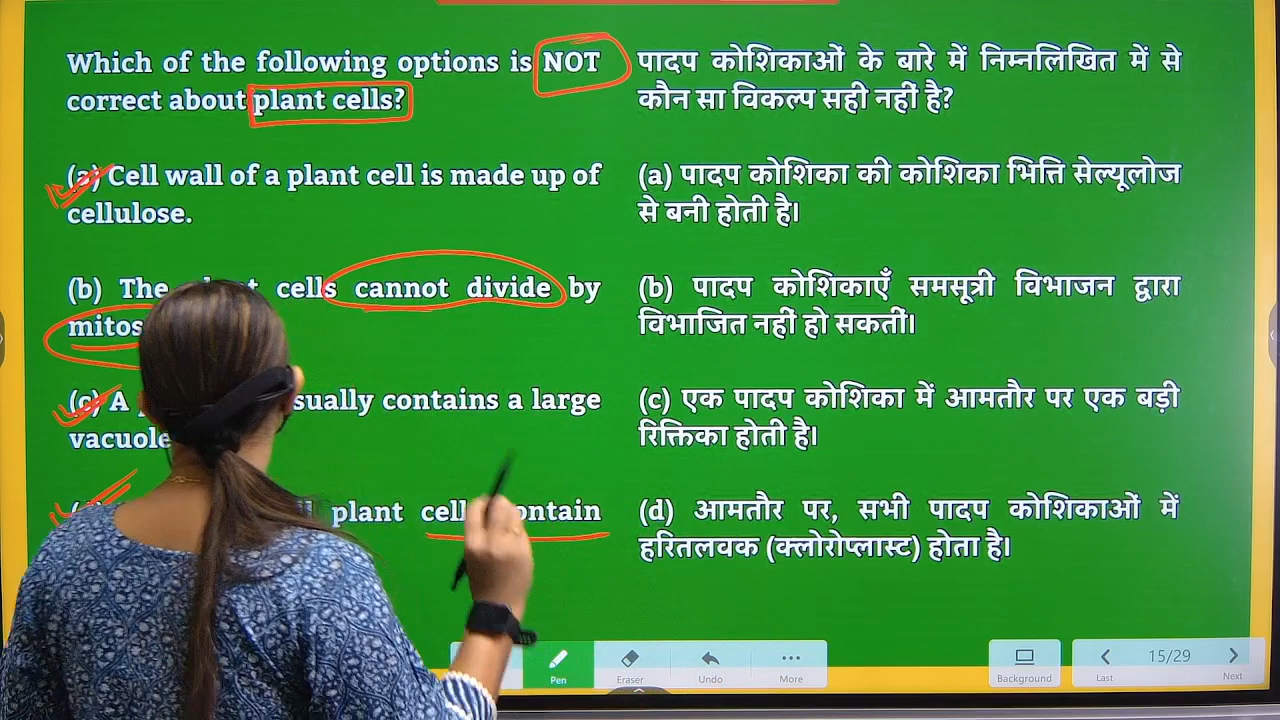 Which of the following options is NOT
correct about plant cells?
(a) Cell wall of a plant cell is made up of
cellulose.
(b) The cells cannot divide by
mitos
(c) A sually contains a large
vacuole
plant contain
पादप कोशिकाओं के बारे में निम्नलिखित में से
कौन सा विकल्प सही नहीं है?
(a) पादप कोशिका की कोशिका भित्ति सेल्यूलोज
से बनी होती है।
(b) पादप कोशिकाएँ समसूत्री विभाजन द्वारा
विभाजित नहीं हो सकतीं।
(c) एक पादप कोशिका में आमतौर पर एक बड़ी
रिक्तिका होती है।
(d) आमतौर पर, सभी पादप कोशिकाओं में
हरितलवक (क्लोरोप्लास्ट) होता है।
Pen
Eraser
Undo
More
Background
Last
15/29
Next